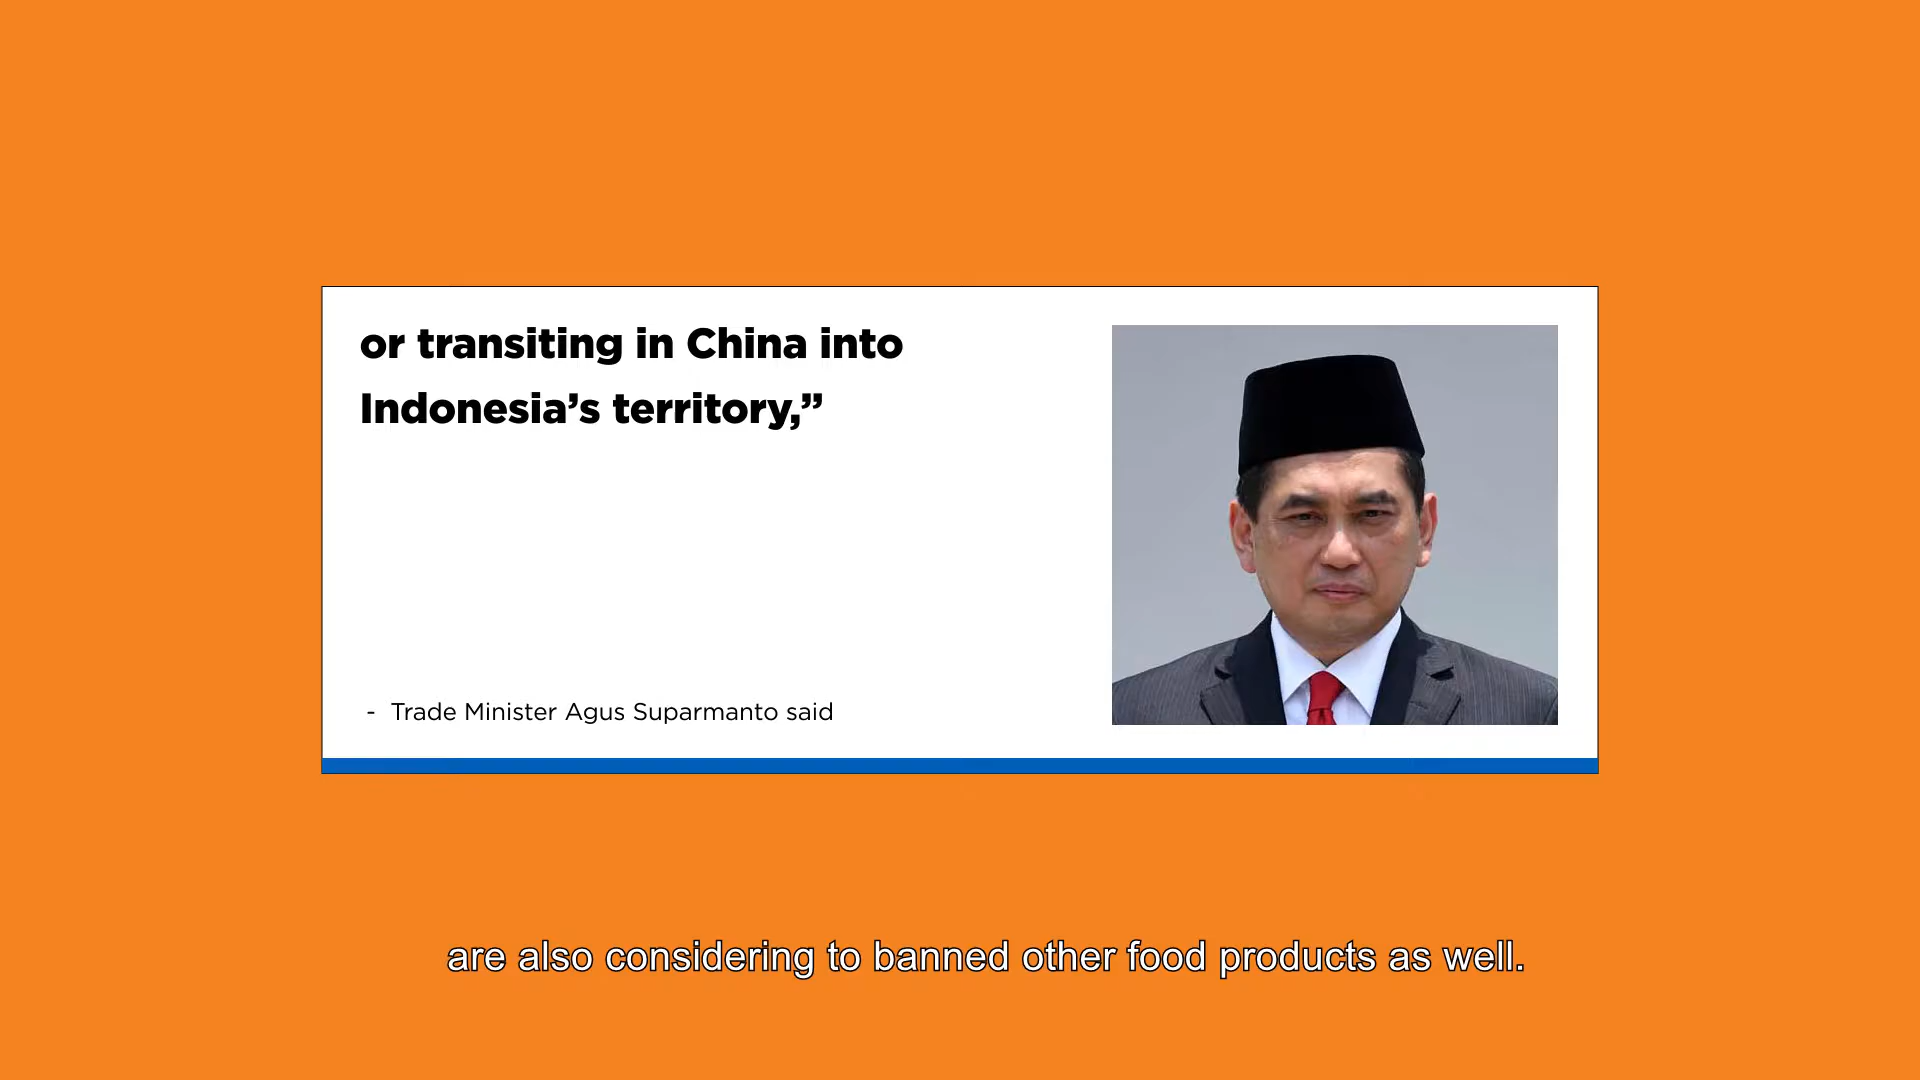 or transiting in China into
Indonesia’s territory,”
- Trade Minister Agus Suparmanto said
are also considering to banned other food products as well.